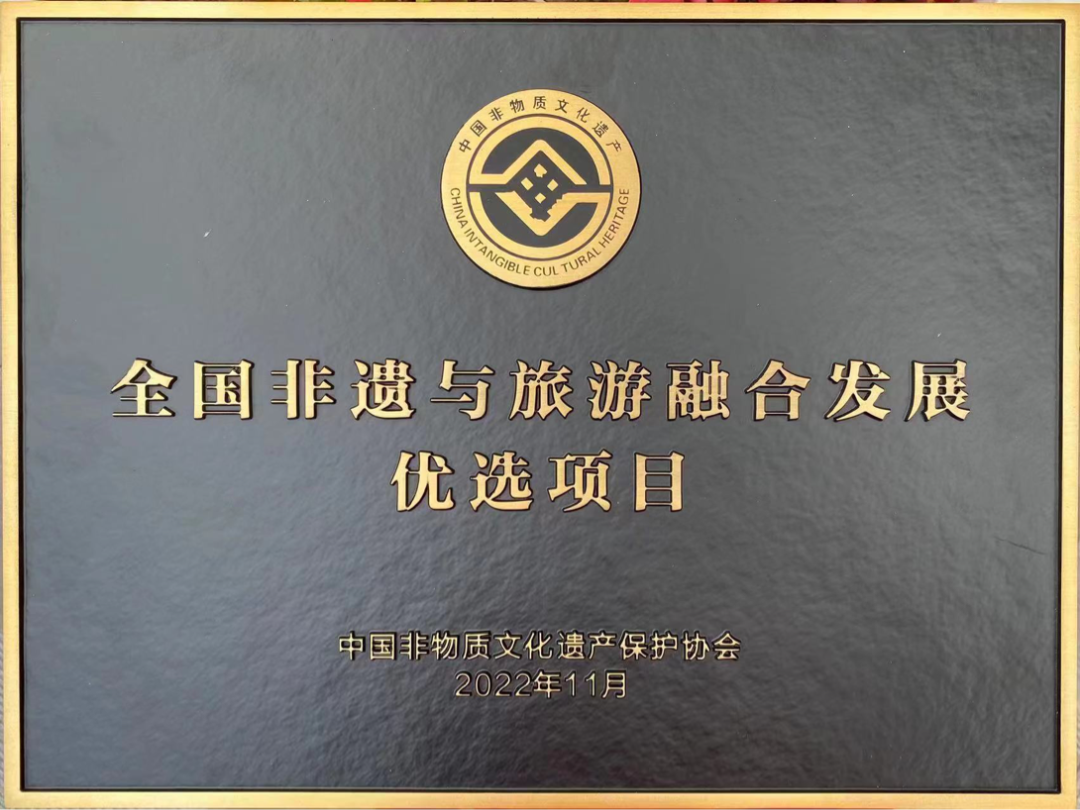 中国非物质文化遗产
CHINA INTANGIBLE CULTURAL HERITAGE
全国非遗与旅游融合发展
优选项目
中国非物质文化遗产保护协会
2022年11月